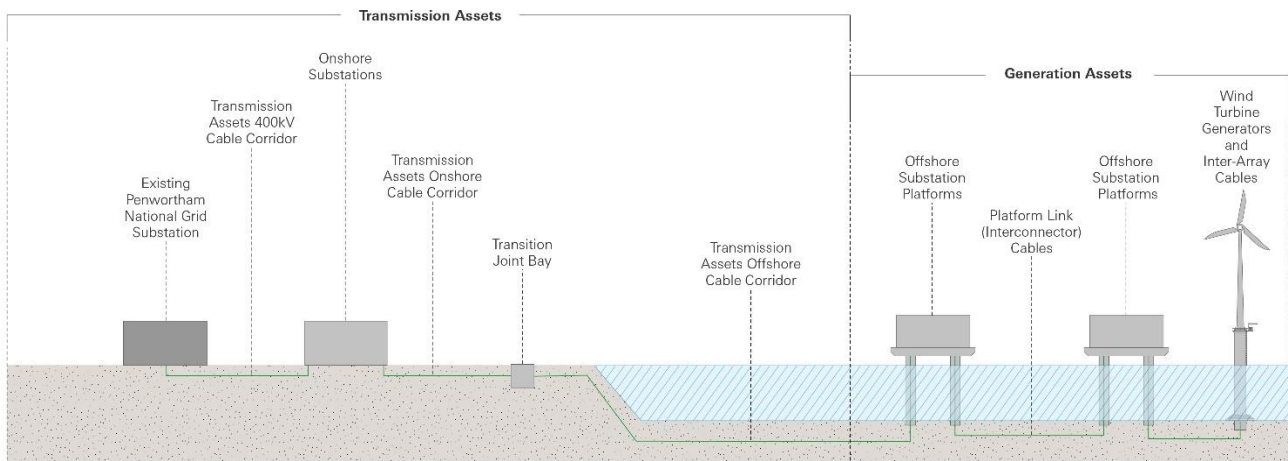 Transmission Assets
Generation Assets
Onshore
Substations
Transmission
Assets 400kV
Cable Corridor
Existing
Penwortham
National Grid
Substation
Transmission
Assets Onshore
Cable Corridor
Transition
Joint Bay
Transmission
Assets Offshore
Cable Corridor
Offshore
Substation
Platforms
Platform Link
(Interconnector)
Cables
Offshore
Substation
Platforms
Wind
Turbine
Generators
and
Inter-Array
Cables